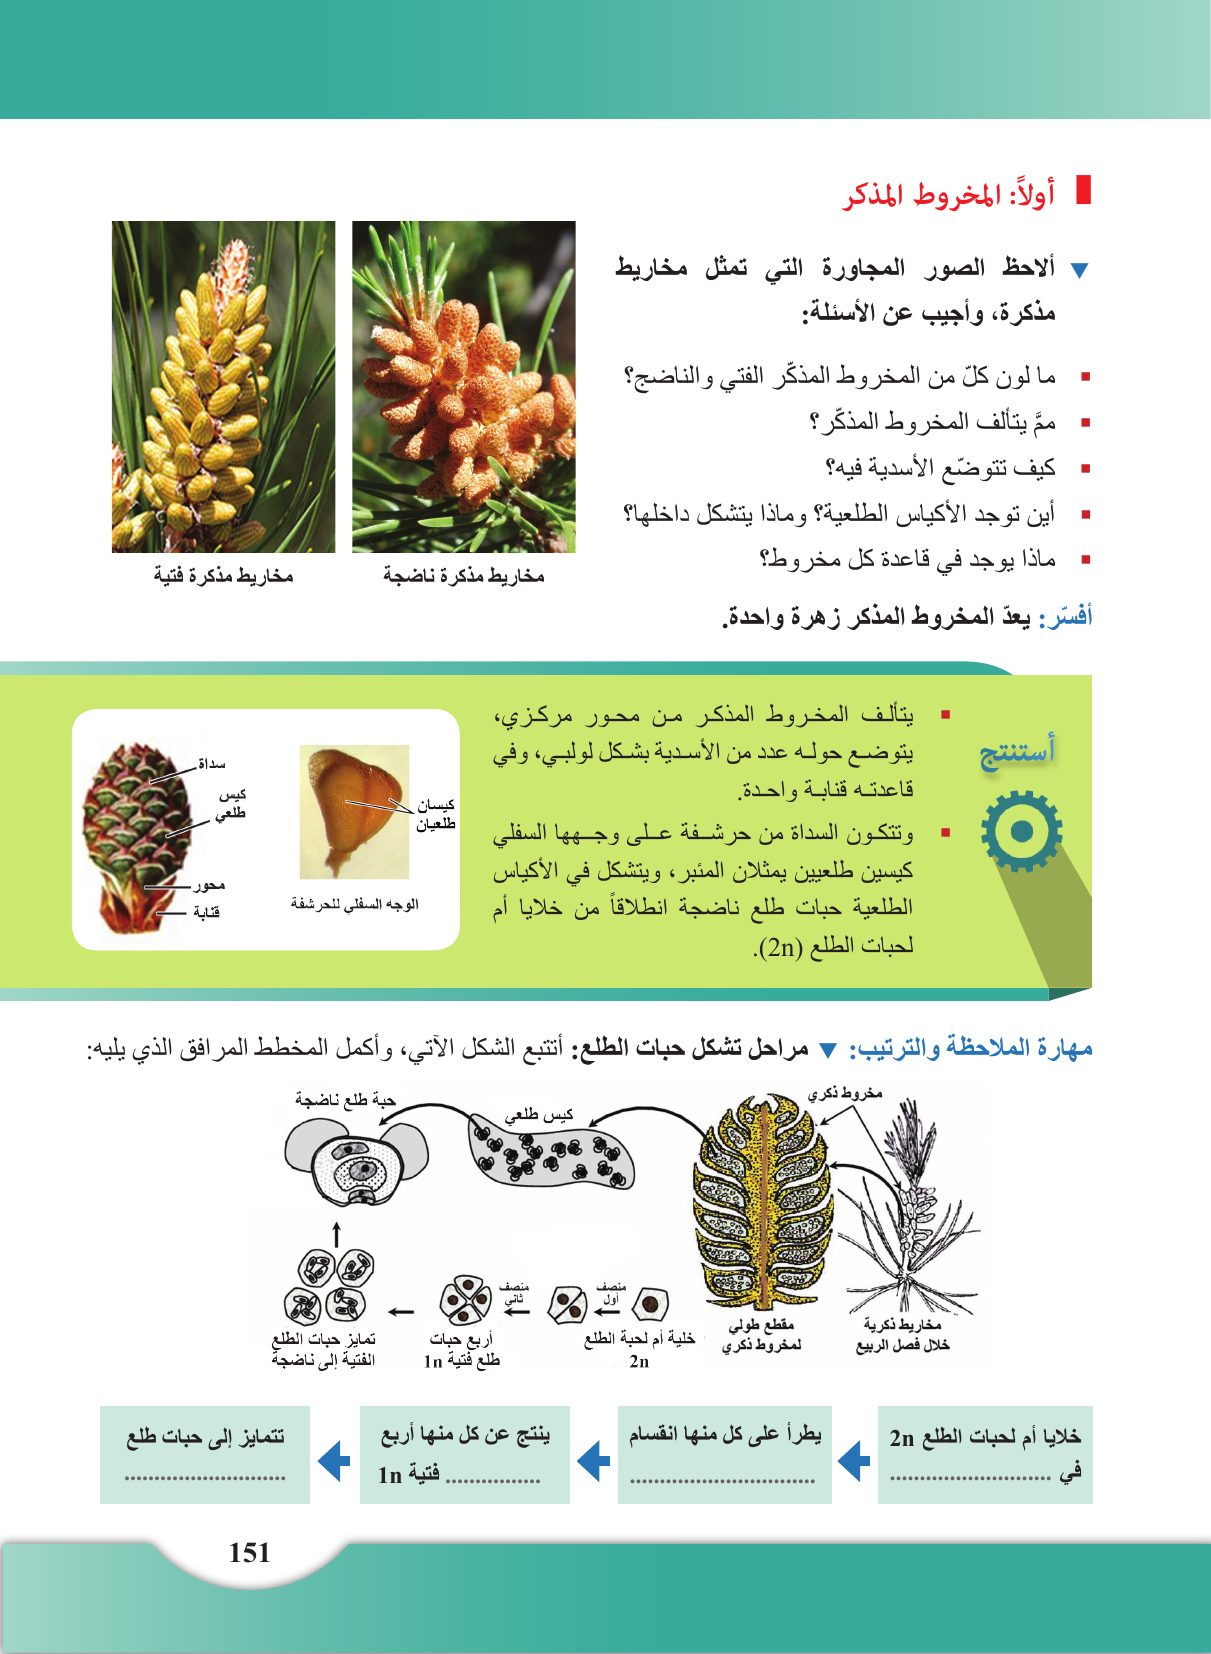 أولاً: المخروط المذكر
ألاحظ الصور المجاورة التي تمثل مخاريط
مذكرة، وأجيب عن الأسئلة:
ما لون كلّ من المخروط المذكّر الفتي والناضج؟
ممَّ يتألف المخروط المذكّر؟
كيف تتوضّع الأسدية فيه؟
أين توجد الأكياس الطلعية؟ وماذا يتشكل داخلها؟
ماذا يوجد في قاعدة كل مخروط؟
مخاريط مذكرة ناضجة
مخاريط مذكرة فتية
أفسّر: يعدّ المخروط المذكر زهرة واحدة.
أستنتج
يتألف المخروط المذكر من محور مركزي،
يتوضع حوله عدد من الأسدية بشكل لولبي، وفي
قاعدته قنابة واحدة.
وتتكون السداة من حرشفة على وجهها السفلي
كيسين طلعيين يمثلان المئبر، ويتشكل في الأكياس
الطلعية حبات طلع ناضجة انطلاقاً من خلايا أم
لحبات الطلع (2n).
كيسان
طلعيان
الوجه السفلي للحرشفة
سداة
كيس
طلعي
محور
قنابة
مهارة الملاحظة والترتيب: مراحل تشكل حبات الطلع: أتتبع الشكل الآتي، وأكمل المخطط المرافق الذي يليه:
مخروط ذكري
كيس طلعي
حبة طلع ناضجة
مخاريط ذكرية
خلال فصل الربيع
مقطع طولي
لمخروط ذكري
منصف
أول
منصف
ثاني
خلية أم لحبة الطلع
2n
أربع حبات
طلع فتية 1n
تمايز حبات الطلع
الفتية إلى ناضجة
خلايا أم لحبات الطلع 2n
في ...........................
يطرأ على كل منها انقسام
...............................
ينتج عن كل منها أربع
................ فتية 1n
تتمايز إلى حبات طلع
...........................
151